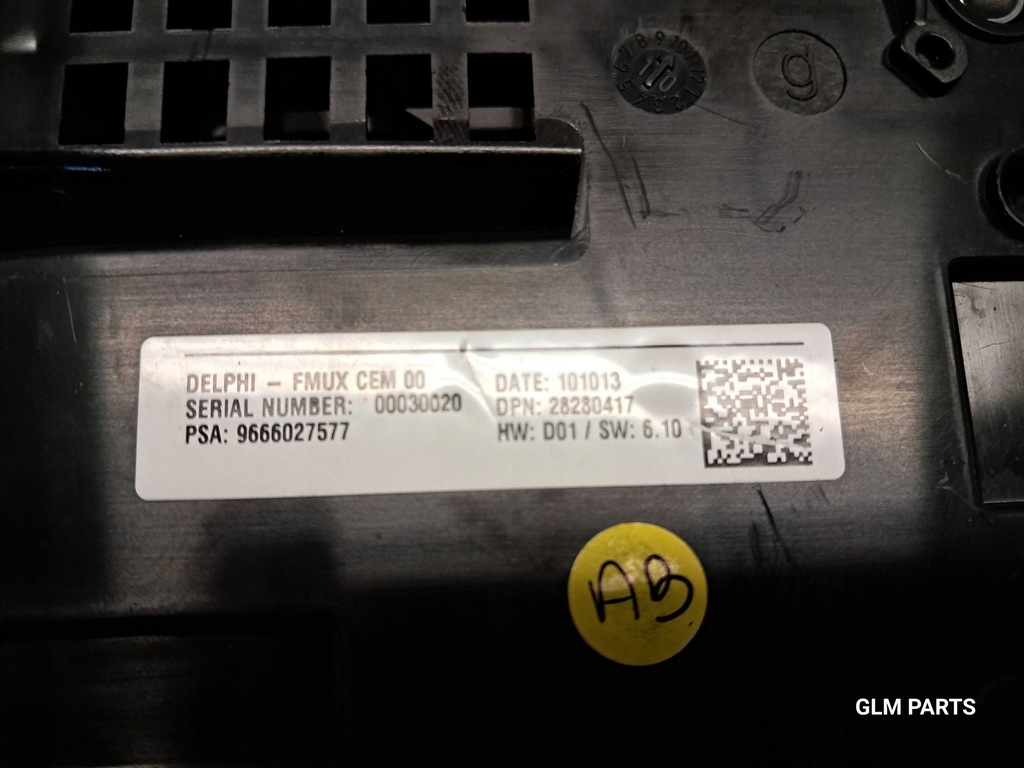 g
DELPHI – FMUX CEM 00
SERIAL NUMBER: 00030020
PSA: 9666027577
DATE: 101013
DPN: 28280417
HW: D01 / SW: 6.10
AB
GLM PARTS